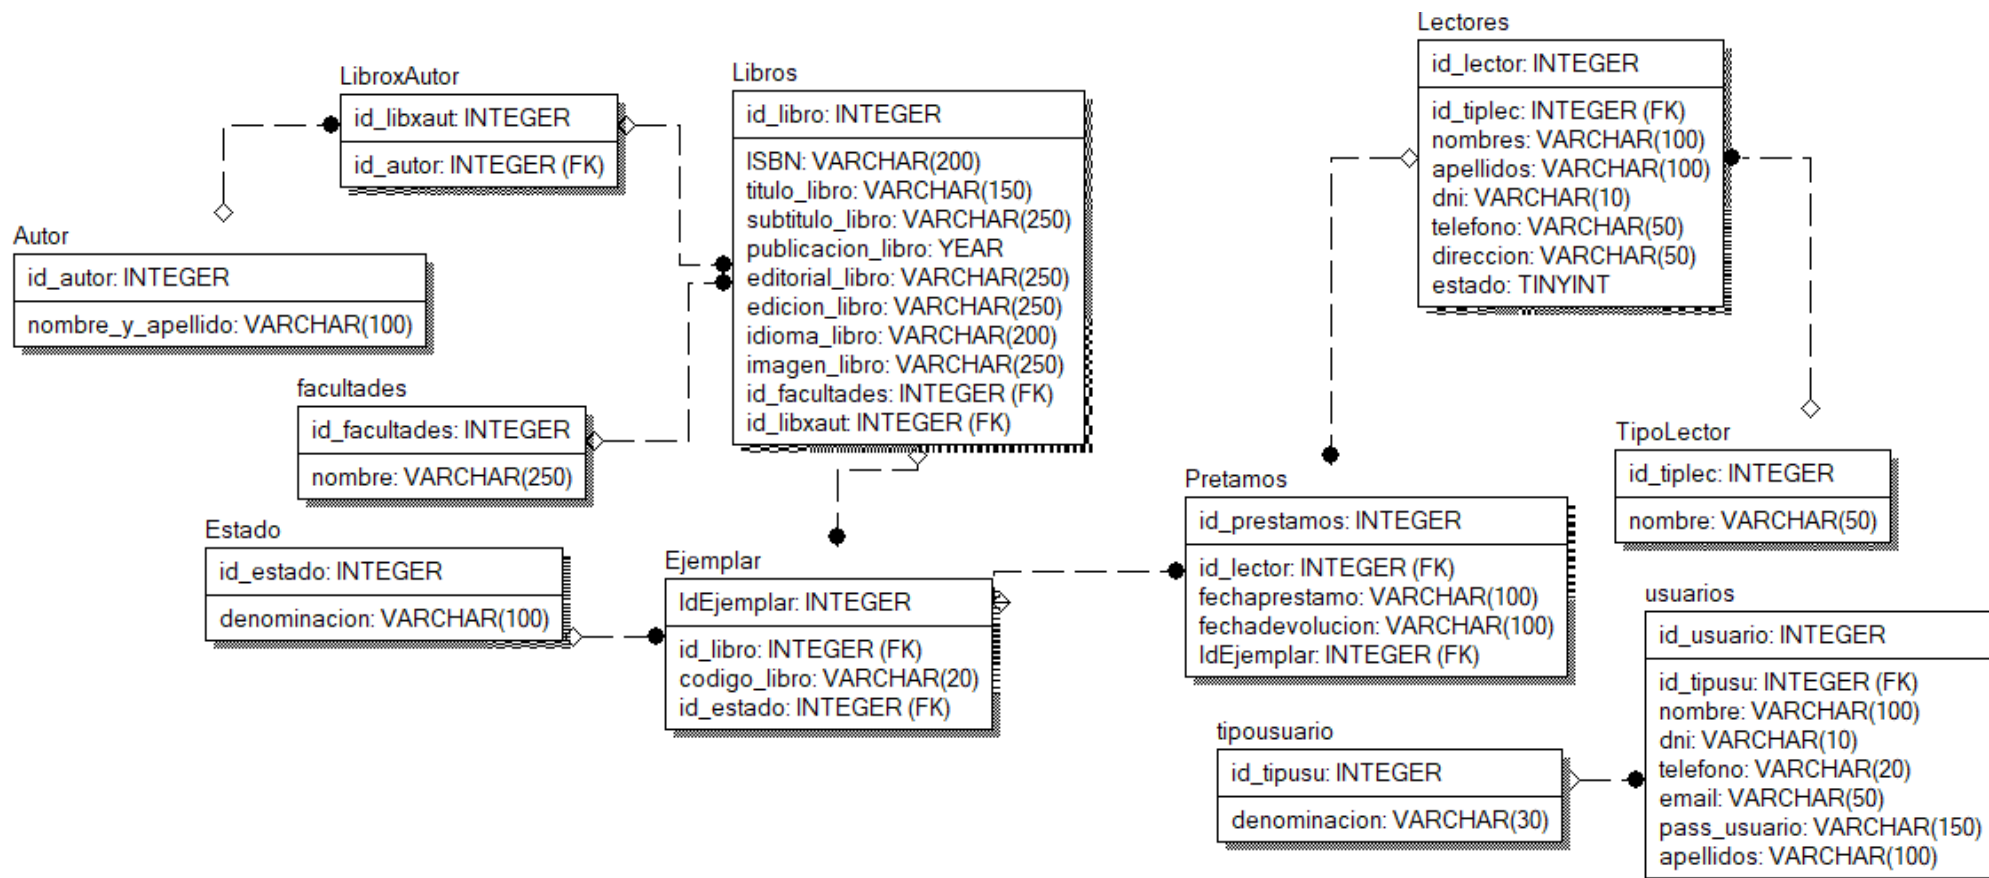 LibroxAutor
id_libxaut: INTEGER
id_autor: INTEGER (FK)
Autor
id_autor: INTEGER
nombre_y_apellido: VARCHAR(100)
facultades
id_facultades: INTEGER
nombre: VARCHAR(250)
Estado
id_estado: INTEGER
denominacion: VARCHAR(100)
Libros
id_libro: INTEGER
ISBN: VARCHAR(200)
titulo_libro: VARCHAR(150)
subtitulo_libro: VARCHAR(250)
publicacion_libro: YEAR
editorial_libro: VARCHAR(250)
edicion_libro: VARCHAR(250)
idioma_libro: VARCHAR(200)
imagen_libro: VARCHAR(250)
id_facultades: INTEGER (FK)
id_libxaut: INTEGER (FK)
Ejemplar
IdEjemplar: INTEGER
id_libro: INTEGER (FK)
codigo_libro: VARCHAR(20)
id_estado: INTEGER (FK)
Lectores
id_lector: INTEGER
id_tiplec: INTEGER (FK)
nombres: VARCHAR(100)
apellidos: VARCHAR(100)
dni: VARCHAR(10)
telefono: VARCHAR(50)
direccion: VARCHAR(50)
estado: TINYINT
TipoLector
id_tiplec: INTEGER
nombre: VARCHAR(50)
Pretamos
id_prestamos: INTEGER
id_lector: INTEGER (FK)
fechaprestamo: VARCHAR(100)
fechadevolucion: VARCHAR(100)
IdEjemplar: INTEGER (FK)
tipousuario
id_tipusu: INTEGER
denominacion: VARCHAR(30)
usuarios
id_usuario: INTEGER
id_tipusu: INTEGER (FK)
nombre: VARCHAR(100)
dni: VARCHAR(10)
telefono: VARCHAR(20)
email: VARCHAR(50)
pass_usuario: VARCHAR(150)
apellidos: VARCHAR(100)